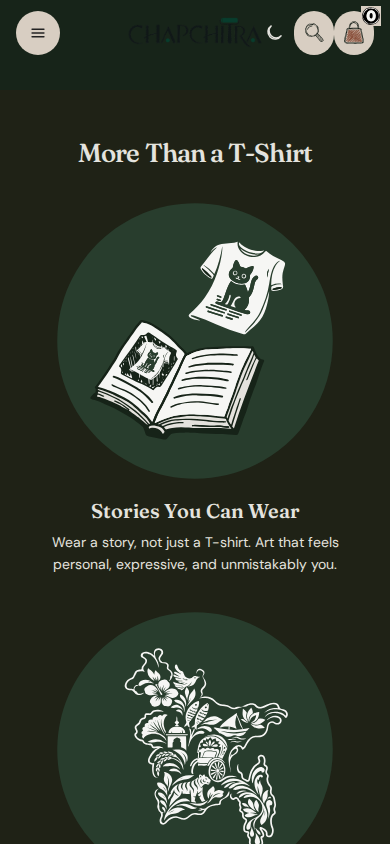 CHAPCHITRA
0
More Than a T-Shirt
Stories You Can Wear
Wear a story, not just a T-shirt. Art that feels
personal, expressive, and unmistakably you.